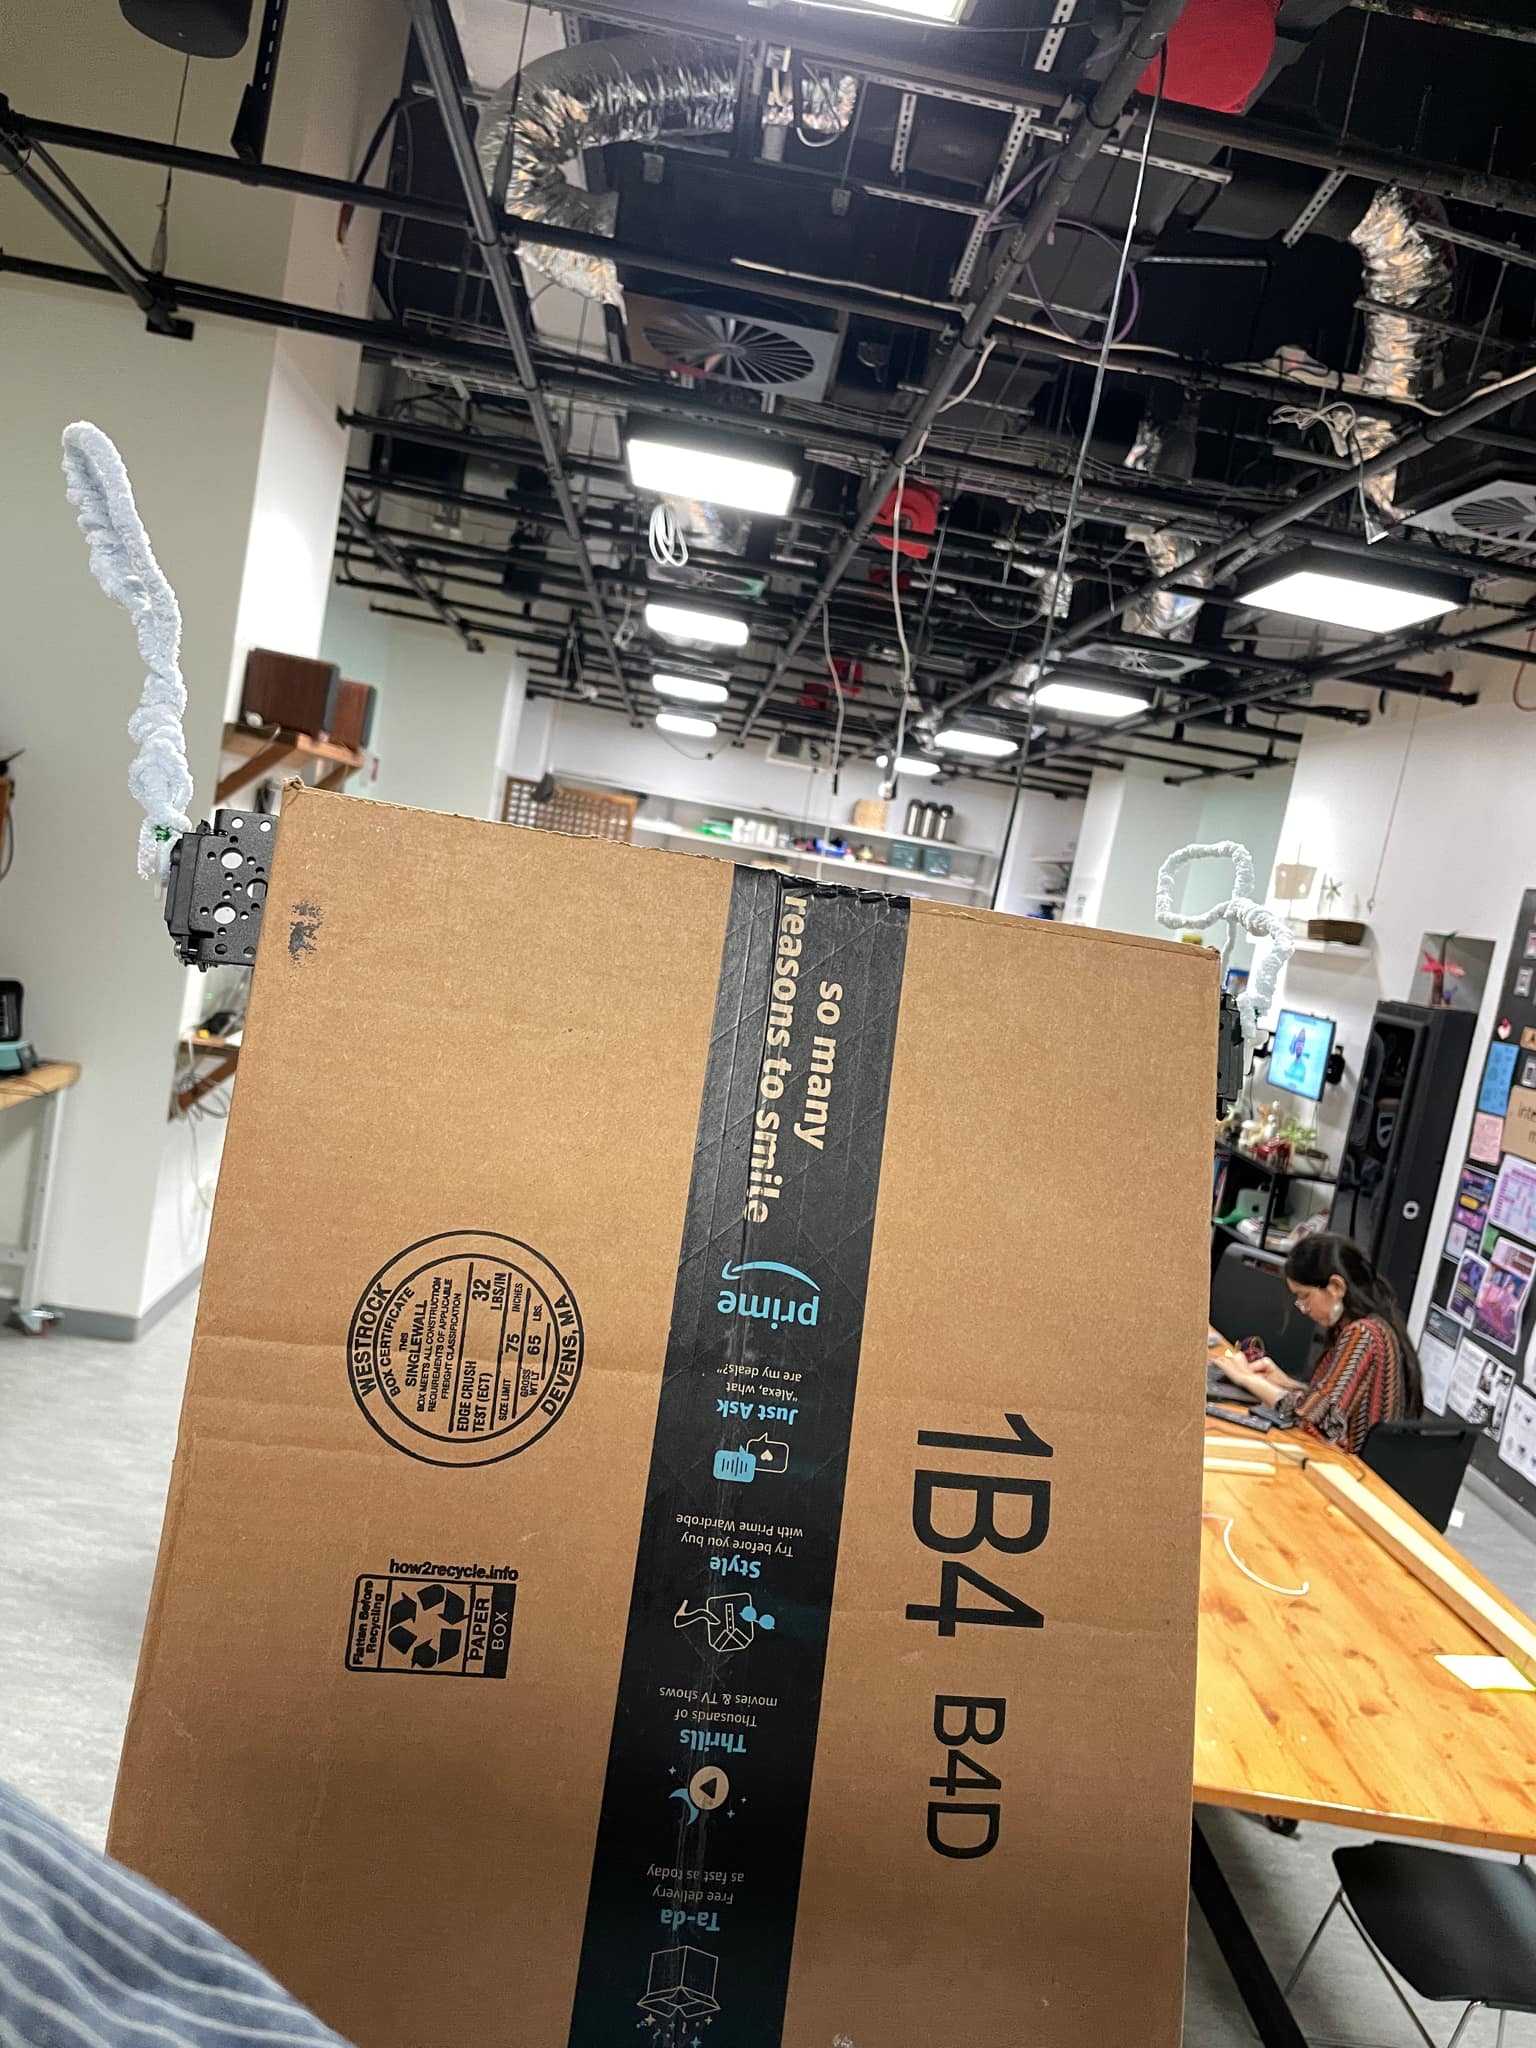 so many
reasons to smile
prime
Just Ask
"Alexa, what
are my deals?"
Style
Try before you buy
with Prime Wardrobe
Thrills
Thousands of
movies & TV shows
Ta-da
Free delivery
as fast as today
WESTROCK
BOX CERTIFICATE
THIS
SINGLEWALL
BOX MEETS ALL CONSTRUCTION
REQUIREMENTS OF APPLICABLE
FREIGHT CLASSIFICATION
EDGE CRUSH
TEST (ECT)
32
LBS/IN
SIZE LIMIT 75 INCHES
GROSS
WT LT 65 LBS.
DEVENS, MA
how2recycle.info
Flatten Before
Recycling
PAPER
BOX
1B4 B4D